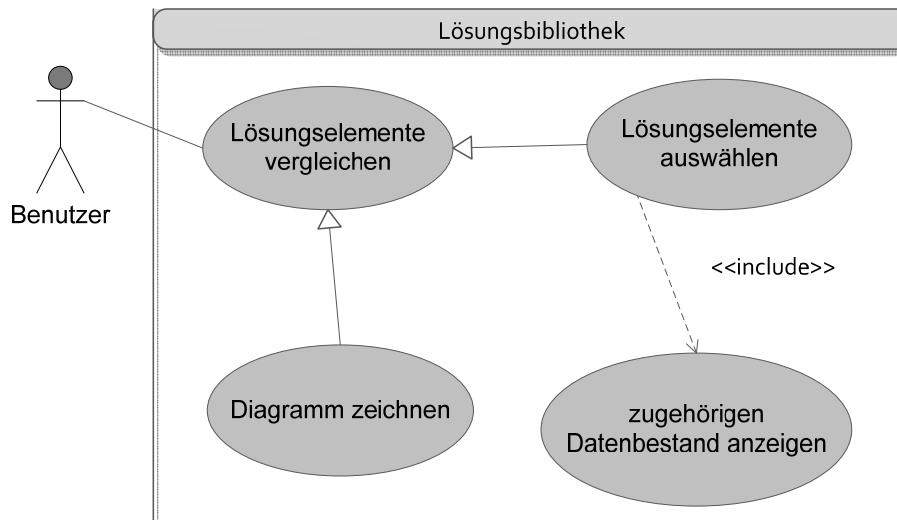 Lösungsbibliothek
Lösungselemente
vergleichen
Lösungselemente
auswählen
Benutzer
<<include>>
Diagramm zeichnen
zugehörigen
Datenbestand anzeigen